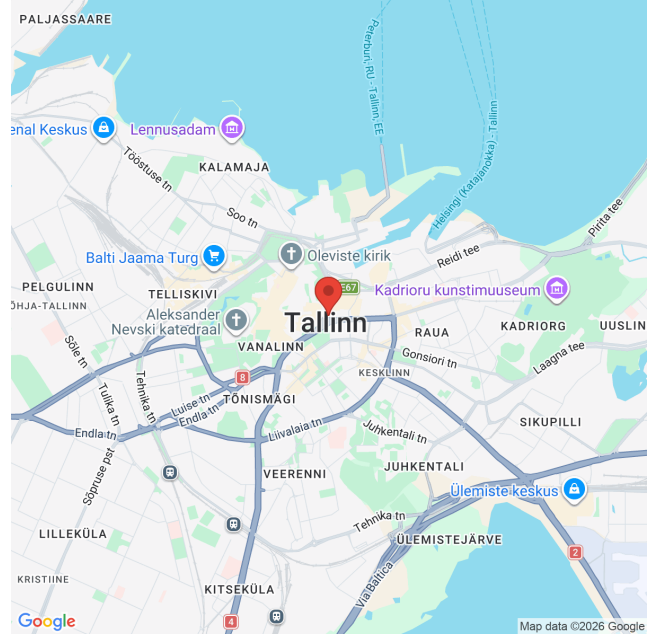 PALJASSAARE
Peterburi, RU - Tallinn, EE
Helsingi (Katajanokka) - Tallinn
enal Keskus
Lennusadam
Tööstuse tn
KALAMAJA
Soo tn
Pirita tee
Reidi tee
Balti Jaama Turg
Oleviste kirik
PELGULINN
ÕHJA-TALLINN
TELLISKIVI
E67
Kadrioru kunstimuuseum
Aleksander
Nevski katedraal
Tallinn
RAUA
KADRIORG
UUSLIN
VANALINN
Gonsiori tn
Laagna tee
Sõle tn
Tulika tn
Tehnika tn
8
KESKLINN
Luise tn
Endla tn
TÕNISMÄGI
Endla tn
Liivalaia tn
Juhkentali tn
SIKUPILLI
Sõpruse pst
VEERENNI
JUHKENTALI
Ülemiste keskus
Tehnika tn
LILLEKÜLA
ÜLEMISTEJÄRVE
2
KRISTIINE
KITSEKÜLA
Via Baltica
4
Google
Map data ©2026 Google